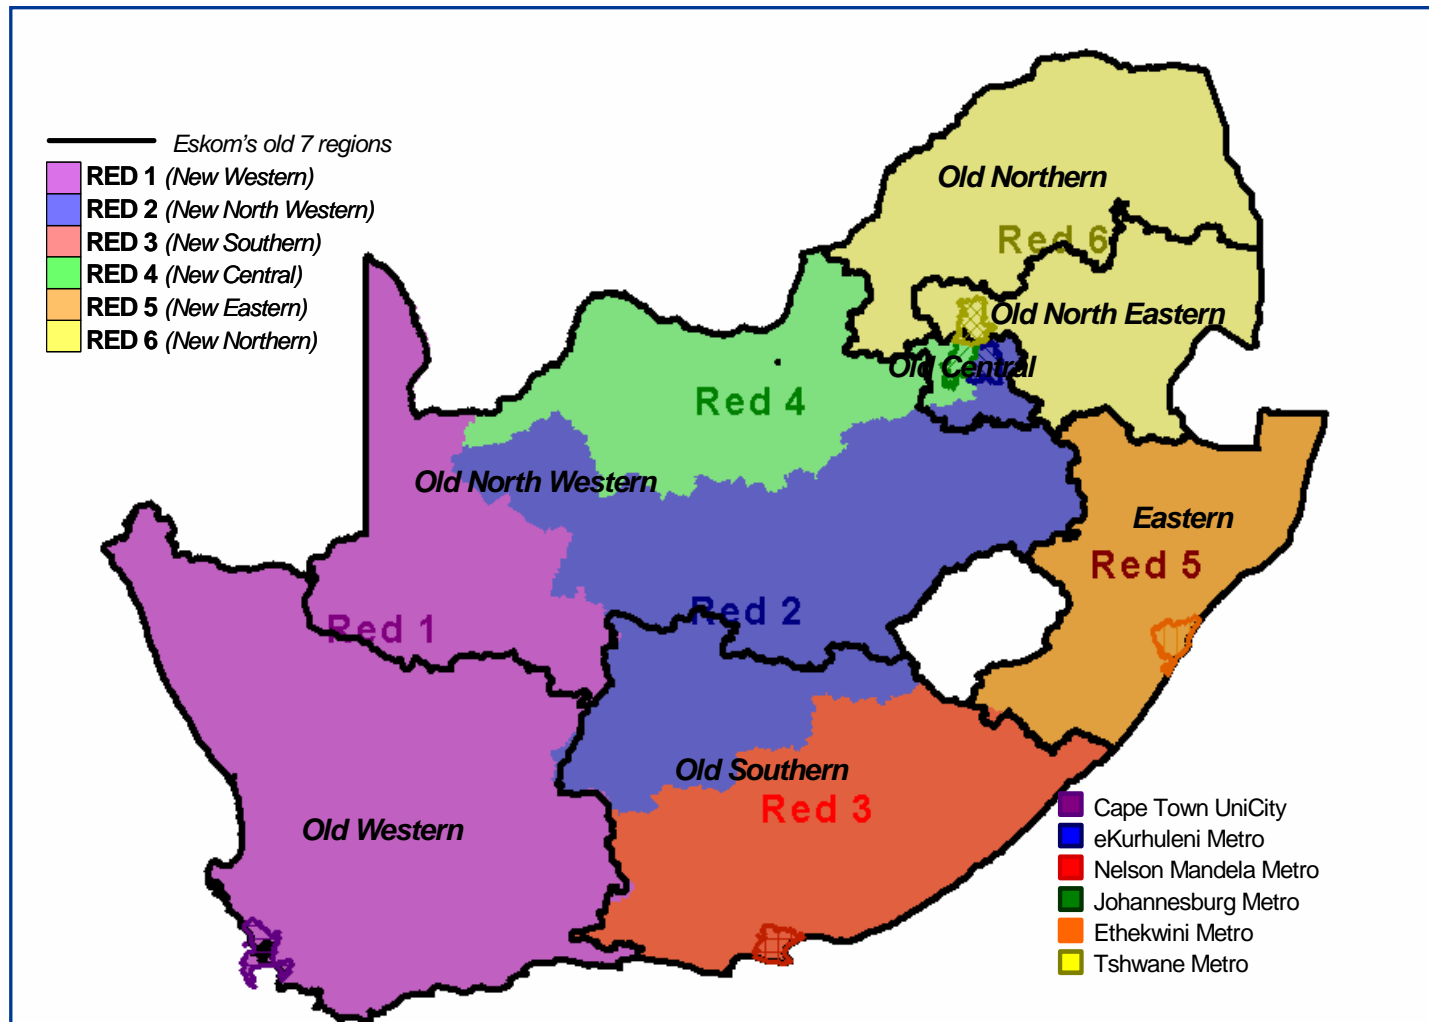 Eskom's old 7 regions
RED 1 (New Western)
RED 2 (New North Western)
RED 3 (New Southern)
RED 4 (New Central)
RED 5 (New Eastern)
RED 6 (New Northern)
Old Northern
Red 6
Old North Eastern
Old Central
Red 4
Old North Western
Eastern
Red 5
Red 2
Red 1
Old Southern
Red 3
Old Western
Cape Town UniCity
eKurhuleni Metro
Nelson Mandela Metro
Johannesburg Metro
Ethekwini Metro
Tshwane Metro